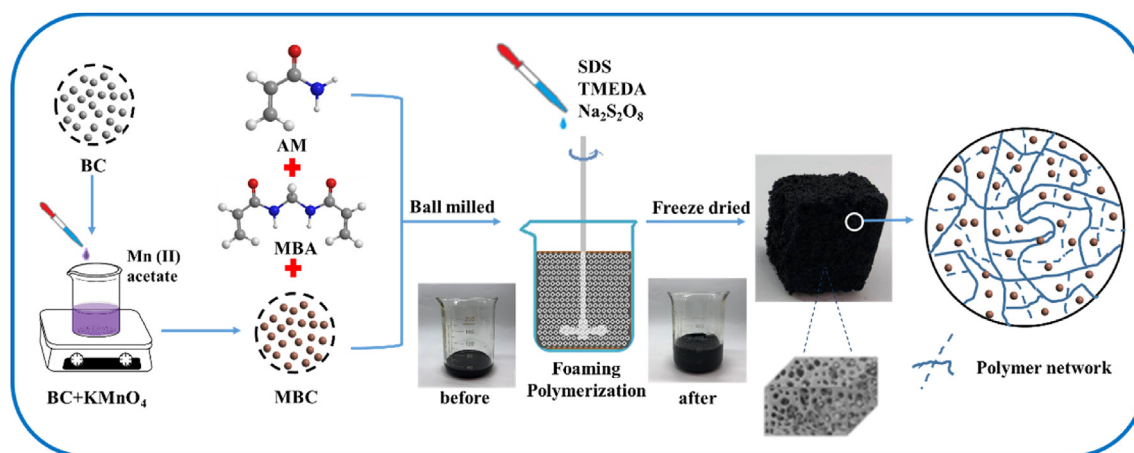 BC
Mn (II)
acetate
BC+KMnO₄
AM
MBA
MBC
Ball milled
before
SDS
TMEDA
Na₂S₂O₈
Foaming
Polymerization
Freeze dried
after
Polymer network